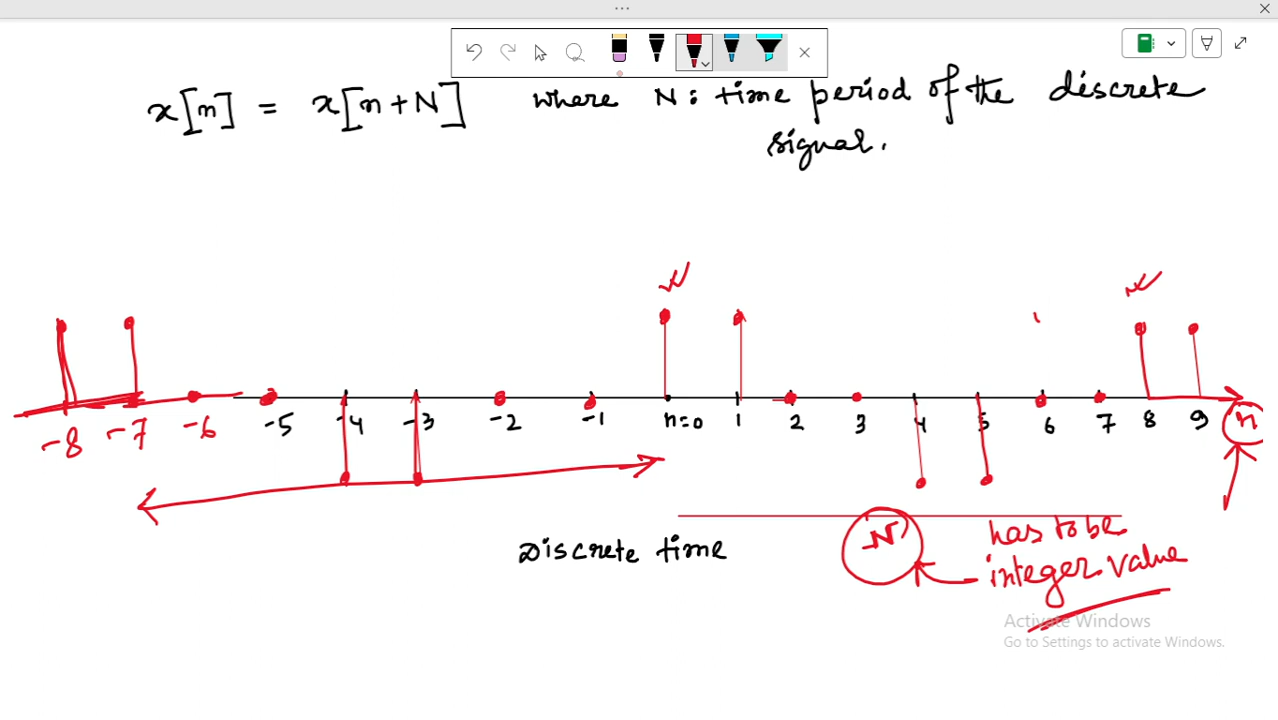 x[n] = x[n+N] where N: time period of the discrete
signal.
-8 -7 -6 -5 -4 -3 -2 -1 n=0 1 2 3 4 5 6 7 8 9 n
Discrete time N has to be
integer value
Activate Windows
Go to Settings to activate Windows.